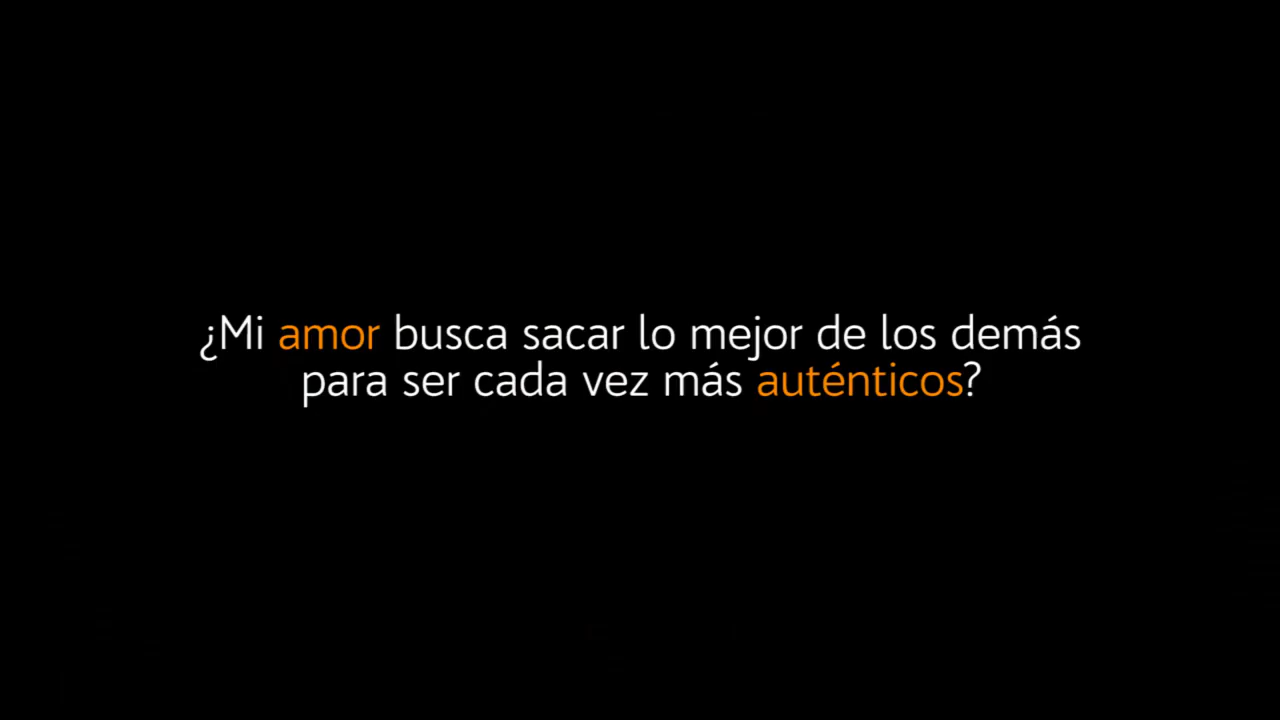 ¿Mi amor busca sacar lo mejor de los demás
para ser cada vez más auténticos?